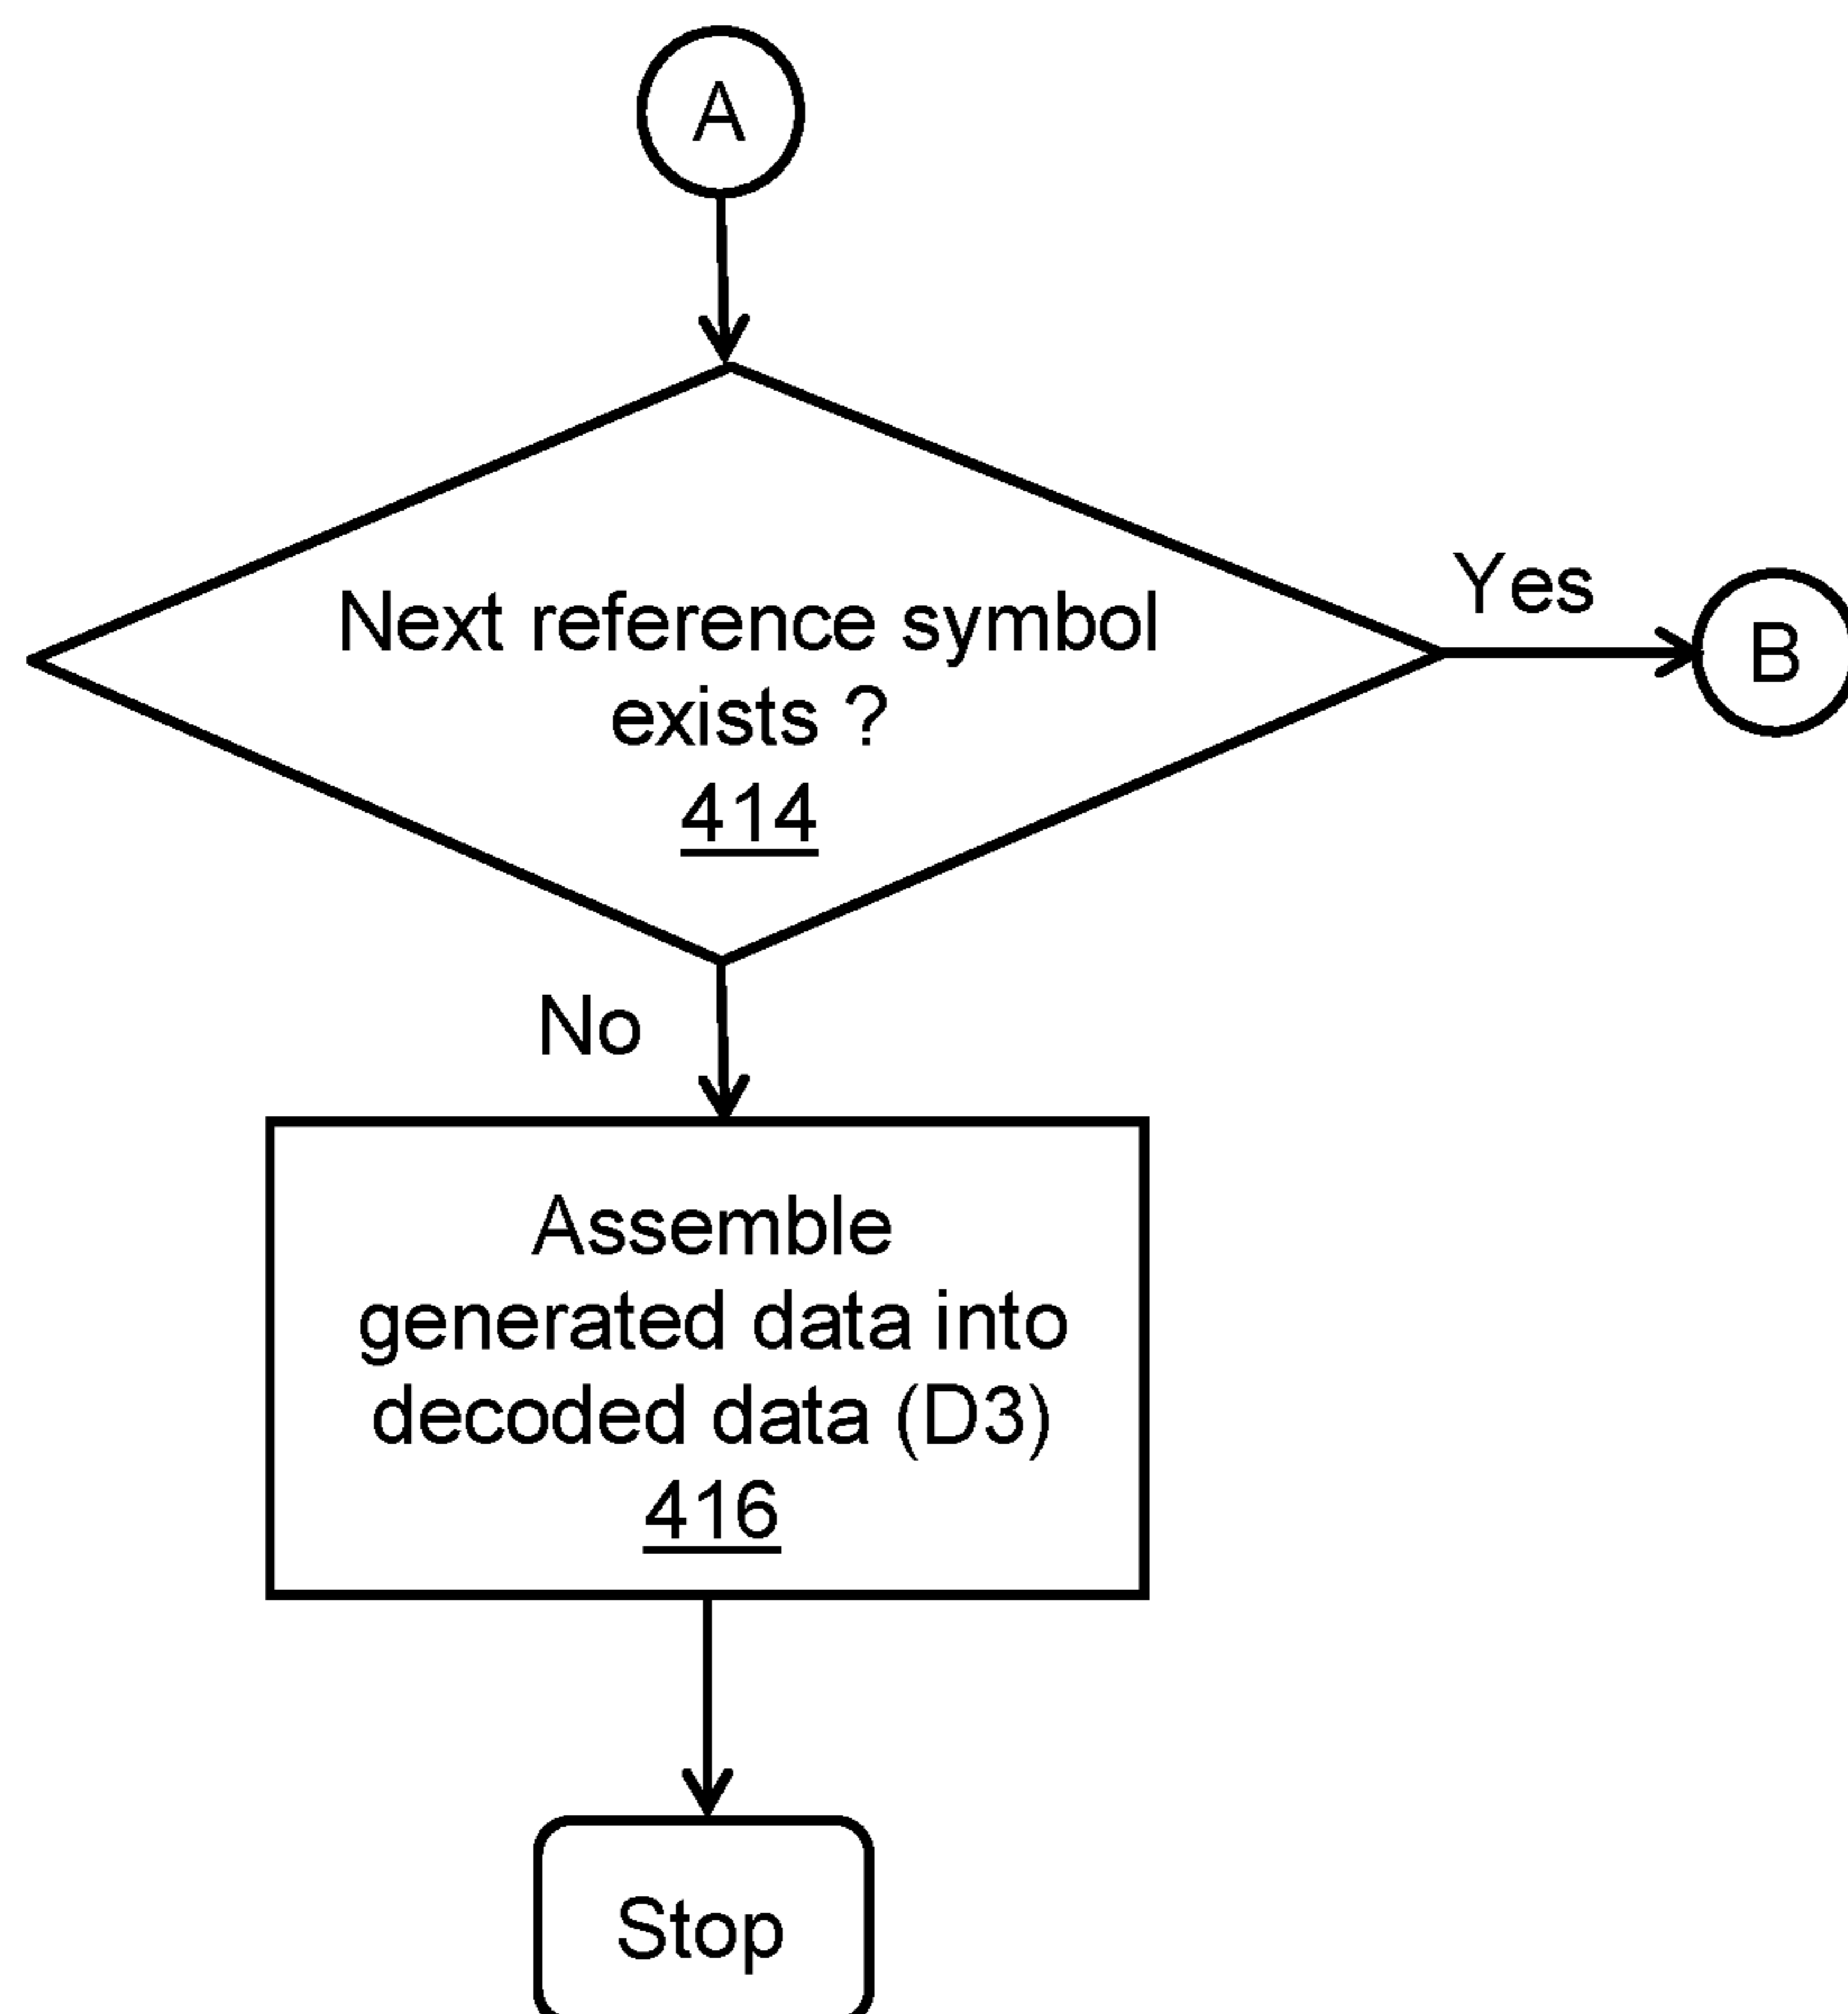 A
Next reference symbol
exists ?
414
Yes
B
No
Assemble
generated data into
decoded data (D3)
416
Stop